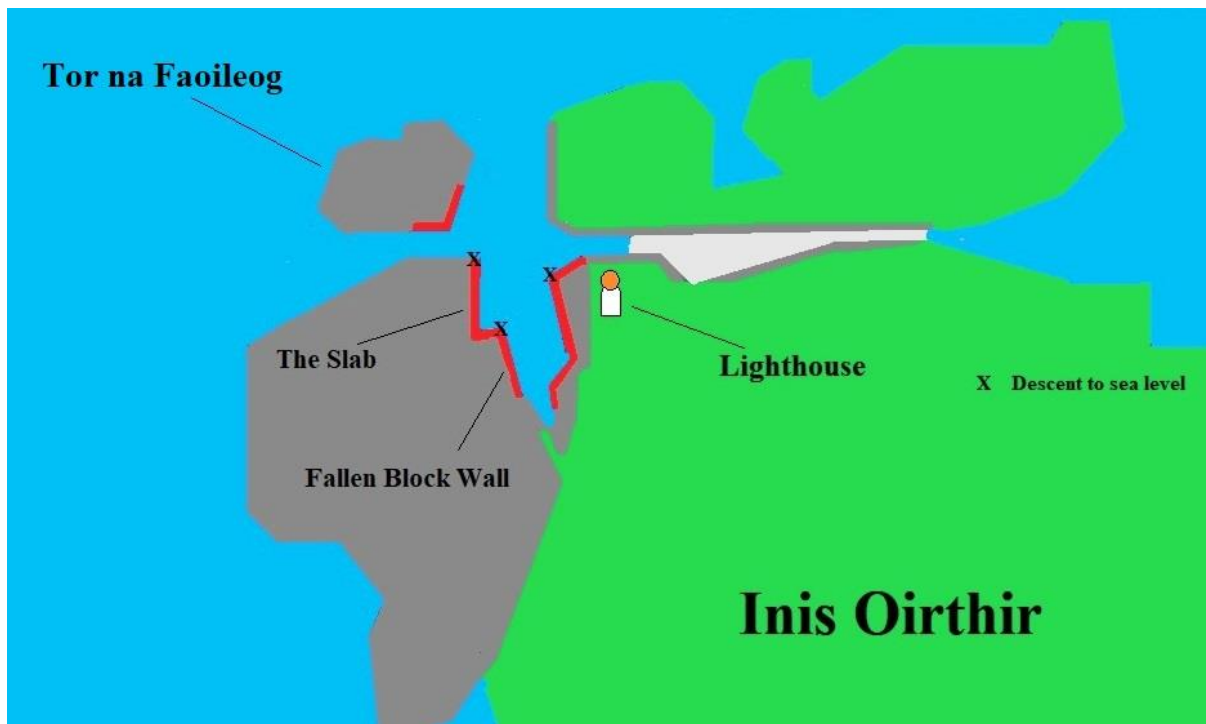 Tor na Faoileog
X
X
X
The Slab
Lighthouse
X Descent to sea level
Fallen Block Wall
Inis Oirthir